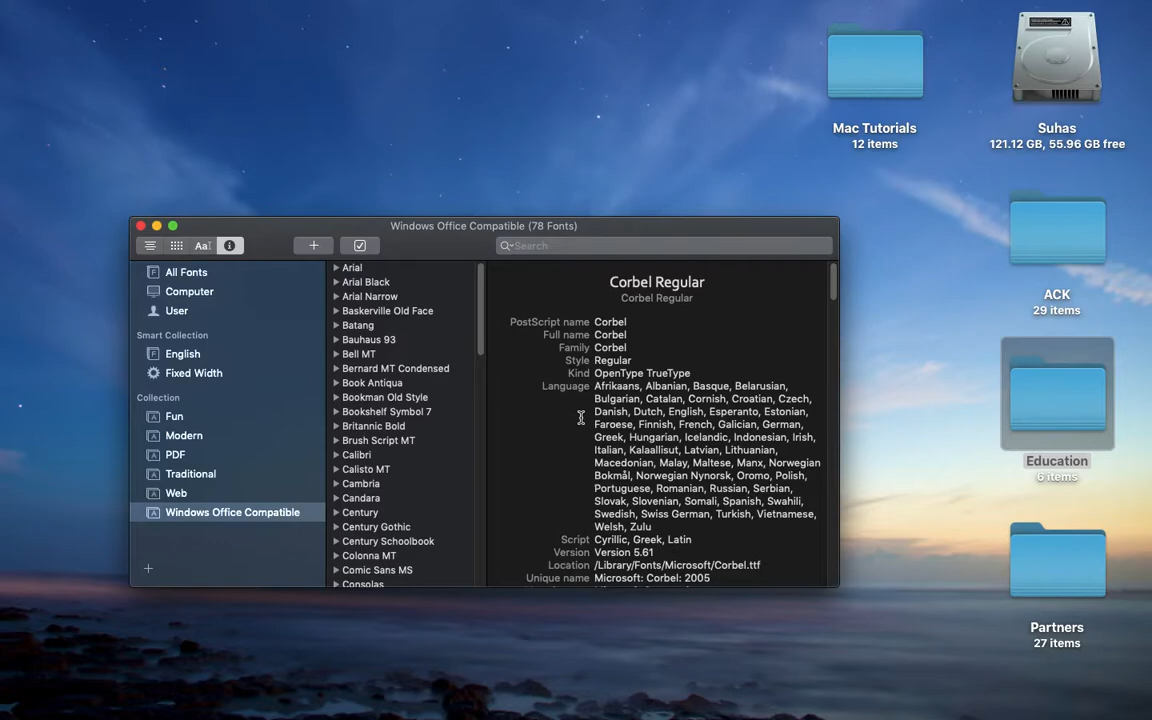 Mac Tutorials
12 items
Suhas
121.12 GB, 55.96 GB free
ACK
29 items
Education
6 items
Partners
27 items
Windows Office Compatible (78 Fonts)
Search
All Fonts
Computer
User
Smart Collection
English
Fixed Width
Collection
Fun
Modern
PDF
Traditional
Web
Windows Office Compatible
Arial
Arial Black
Arial Narrow
Baskerville Old Face
Batang
Bauhaus 93
Bell MT
Bernard MT Condensed
Book Antiqua
Bookman Old Style
Bookshelf Symbol 7
Britannic Bold
Brush Script MT
Calibri
Calisto MT
Cambria
Candara
Century
Century Gothic
Century Schoolbook
Colonna MT
Comic Sans MS
Consolas
Corbel Regular
Corbel Regular
PostScript name Corbel
Full name Corbel
Family Corbel
Style Regular
Kind OpenType TrueType
Language Afrikaans, Albanian, Basque, Belarusian,
Bulgarian, Catalan, Cornish, Croatian, Czech,
Danish, Dutch, English, Esperanto, Estonian,
Faroese, Finnish, French, Galician, German,
Greek, Hungarian, Icelandic, Indonesian, Irish,
Italian, Kalaallisut, Latvian, Lithuanian,
Macedonian, Malay, Maltese, Manx, Norwegian
Bokmål, Norwegian Nynorsk, Oromo, Polish,
Portuguese, Romanian, Russian, Serbian,
Slovak, Slovenian, Somali, Spanish, Swahili,
Swedish, Swiss German, Turkish, Vietnamese,
Welsh, Zulu
Script Cyrillic, Greek, Latin
Version Version 5.61
Location /Library/Fonts/Microsoft/Corbel.ttf
Unique name Microsoft: Corbel: 2005